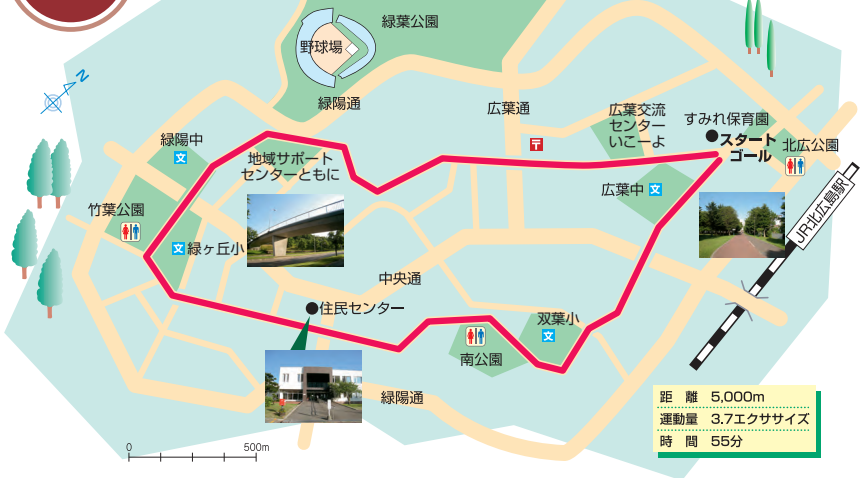 緑葉公園
野球場
N
緑陽通
広葉通
広葉交流
センター
いこーよ
すみれ保育園
スタート
ゴール
北広公園
緑陽中
文
地域サポート
センターともに
〒
広葉中
文
竹葉公園
文
緑ヶ丘小
JR北広島駅
中央通
住民センター
双葉小
文
南公園
緑陽通
距 離 5,000m
運動量 3.7エクササイズ
時 間 55分
0 500m